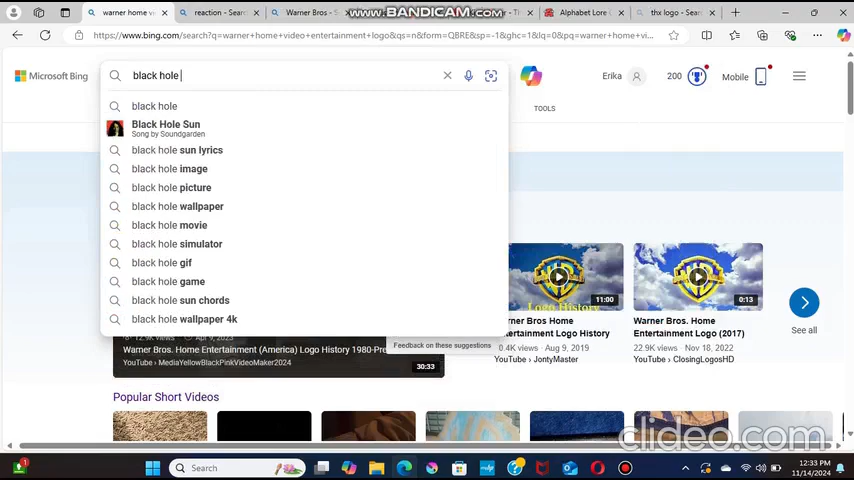 warner home vi
reaction - Sear
Warner Bros - S
WWW.BANDICAM.COM
- Ti
Alphabet Lore
thx logo - Sear
https://www.bing.com/search?q=warner+home+video+entertainment+logo&qs=n&form=QBRE&sp=-1&ghc=1&lq=0&pq=warner+home+vi...
Microsoft Bing
black hole
Erika
200
Mobile
TOOLS
black hole
Black Hole Sun
Song by Soundgarden
black hole sun lyrics
black hole image
black hole picture
black hole wallpaper
black hole movie
black hole simulator
black hole gif
black hole game
black hole sun chords
black hole wallpaper 4k
Feedback on these suggestions
Logo History
11:00
0:13
Warner Bros Home
Entertainment Logo History
0.4K views · Aug 9, 2019
YouTube › JontyMaster
Warner Bros. Home
Entertainment Logo (2017)
22.9K views · Nov 18, 2022
YouTube › ClosingLogosHD
See all
12.9K views · Apr 9, 2023
Warner Bros. Home Entertainment (America) Logo History 1980-Pre
YouTube › MediaYellowBlackPinkVideoMaker2024
30:33
Popular Short Videos
clideo.com
1
Search
12:33 PM
11/14/2024